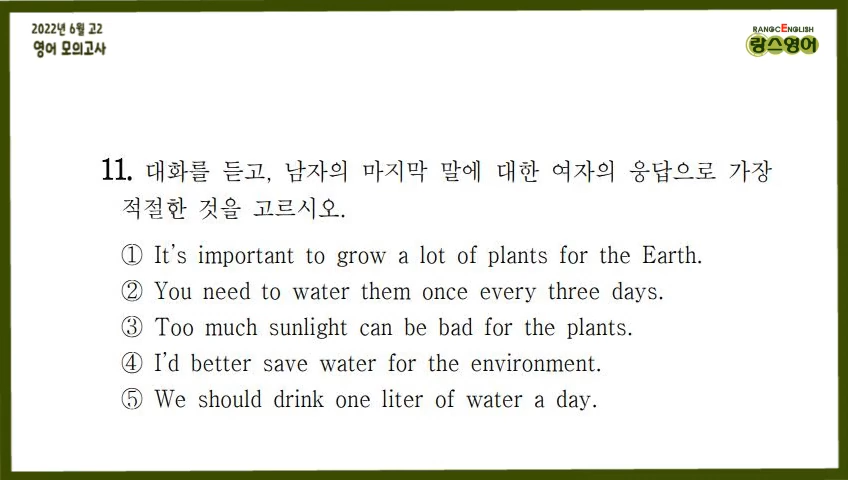 2022년 6월 고2
영어 모의고사
RANGC ENGLISH
랑스영어
11. 대화를 듣고, 남자의 마지막 말에 대한 여자의 응답으로 가장
적절한 것을 고르시오.
① It's important to grow a lot of plants for the Earth.
② You need to water them once every three days.
③ Too much sunlight can be bad for the plants.
④ I'd better save water for the environment.
⑤ We should drink one liter of water a day.